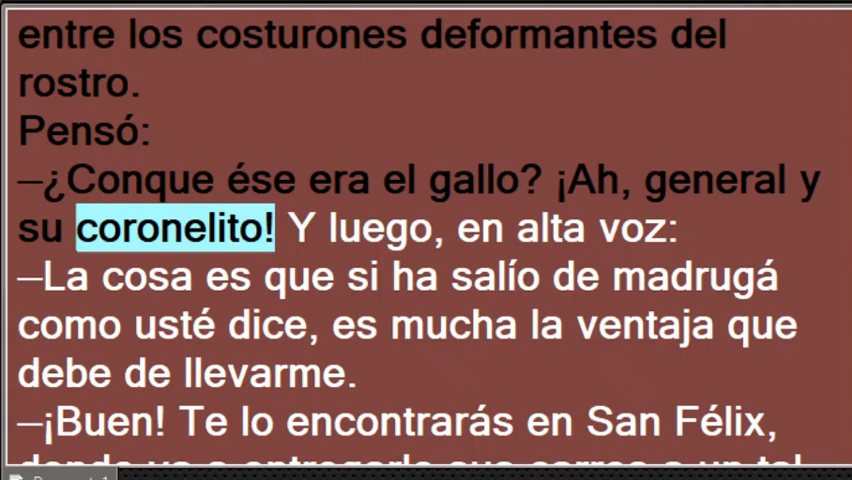 entre los costurones deformantes del
rostro.
Pensó:
—¿Conque ése era el gallo? ¡Ah, general y
su coronelito! Y luego, en alta voz:
—La cosa es que si ha salío de madrugá
como usté dice, es mucha la ventaja que
debe de llevarme.
—¡Buen! Te lo encontrarás en San Félix,